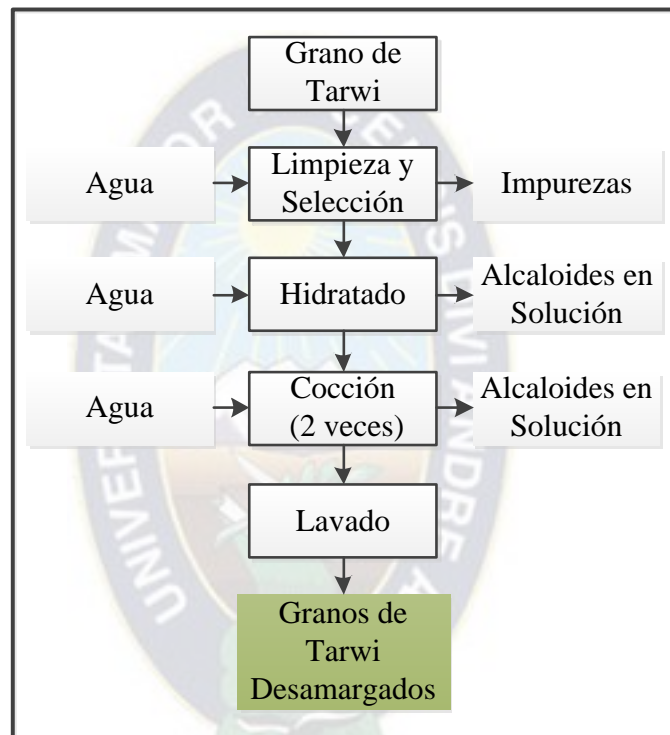 Grano de
Tarwi
Agua
Limpieza y
Selección
Impurezas
Agua
Hidratado
Alcaloides en
Solución
Agua
Cocción
(2 veces)
Alcaloides en
Solución
Lavado
Granos de
Tarwi
Desamargados